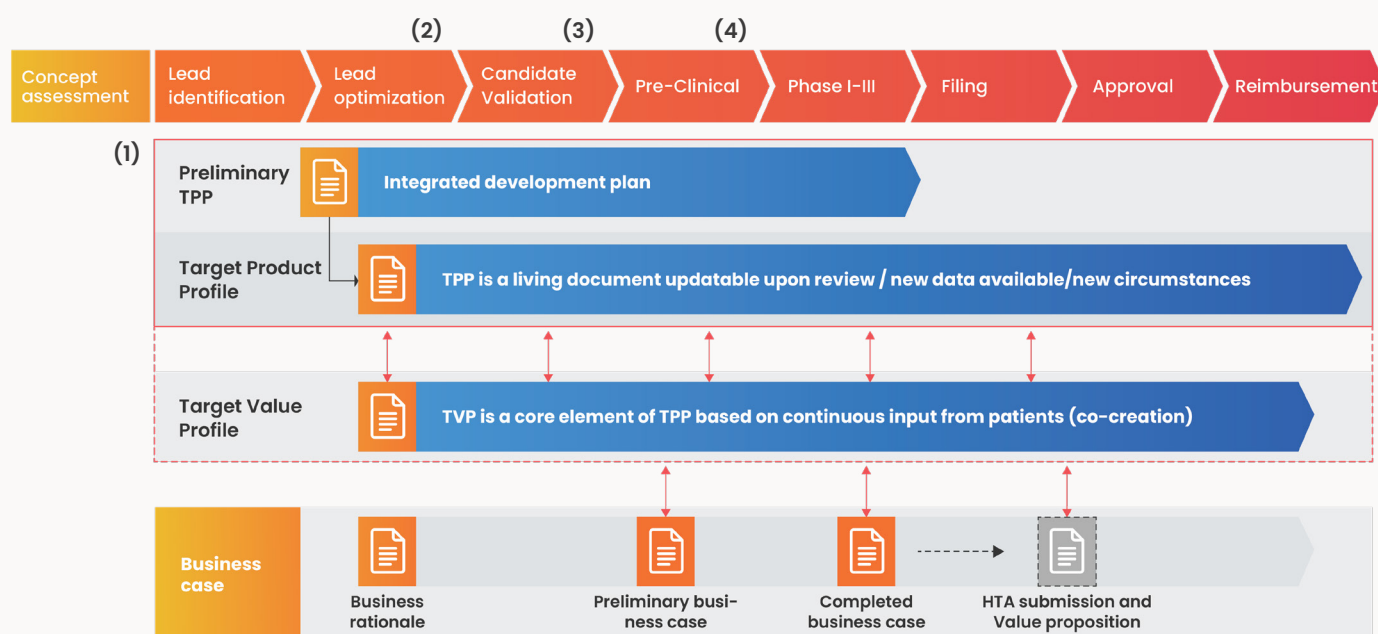 (2)
(3)
(4)
Concept
assessment
Lead
identification
Lead
optimization
Candidate
Validation
Pre-Clinical
Phase I-III
Filing
Approval
Reimbursement
(1)
Preliminary
TPP
Integrated development plan
Target Product
Profile
TPP is a living document updatable upon review / new data available/new circumstances
Target Value
Profile
TVP is a core element of TPP based on continuous input from patients (co-creation)
Business
case
Business
rationale
Preliminary busi-
ness case
Completed
business case
HTA submission and
Value proposition